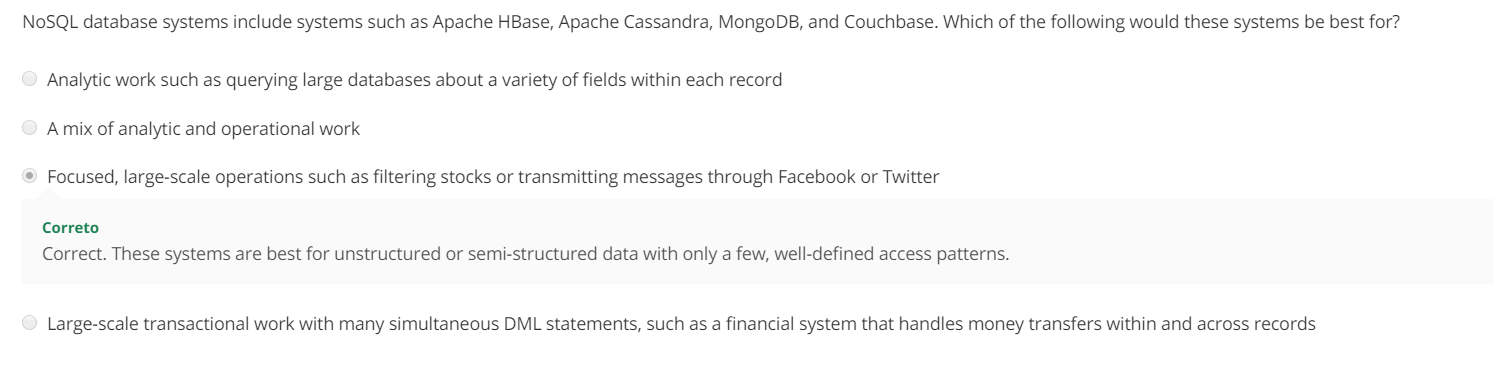 NoSQL database systems include systems such as Apache HBase, Apache Cassandra, MongoDB, and Couchbase. Which of the following would these systems be best for?
Analytic work such as querying large databases about a variety of fields within each record
A mix of analytic and operational work
Focused, large-scale operations such as filtering stocks or transmitting messages through Facebook or Twitter
Correto
Correct. These systems are best for unstructured or semi-structured data with only a few, well-defined access patterns.
Large-scale transactional work with many simultaneous DML statements, such as a financial system that handles money transfers within and across records